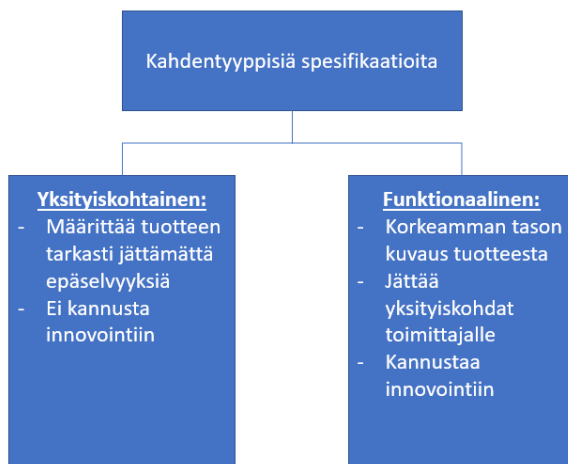 Kahdentyyppisiä spesifikaatioita
Yksityiskohtainen:
- Määrittää tuotteen
tarkasti jättämättä
epäselvyyksiä
- Ei kannusta
innovointiin
Funktionaalinen:
- Korkeamman tason
kuvaus tuotteesta
- Jättää
yksityiskohdat
toimittajalle
- Kannustaa
innovointiin